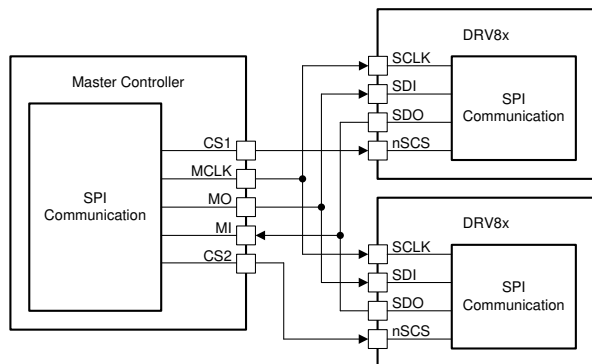 Master Controller
SPI
Communication
CS1
MCLK
MO
MI
CS2
DRV8x
SCLK
SDI
SDO
nSCS
SPI
Communication
DRV8x
SCLK
SDI
SDO
nSCS
SPI
Communication